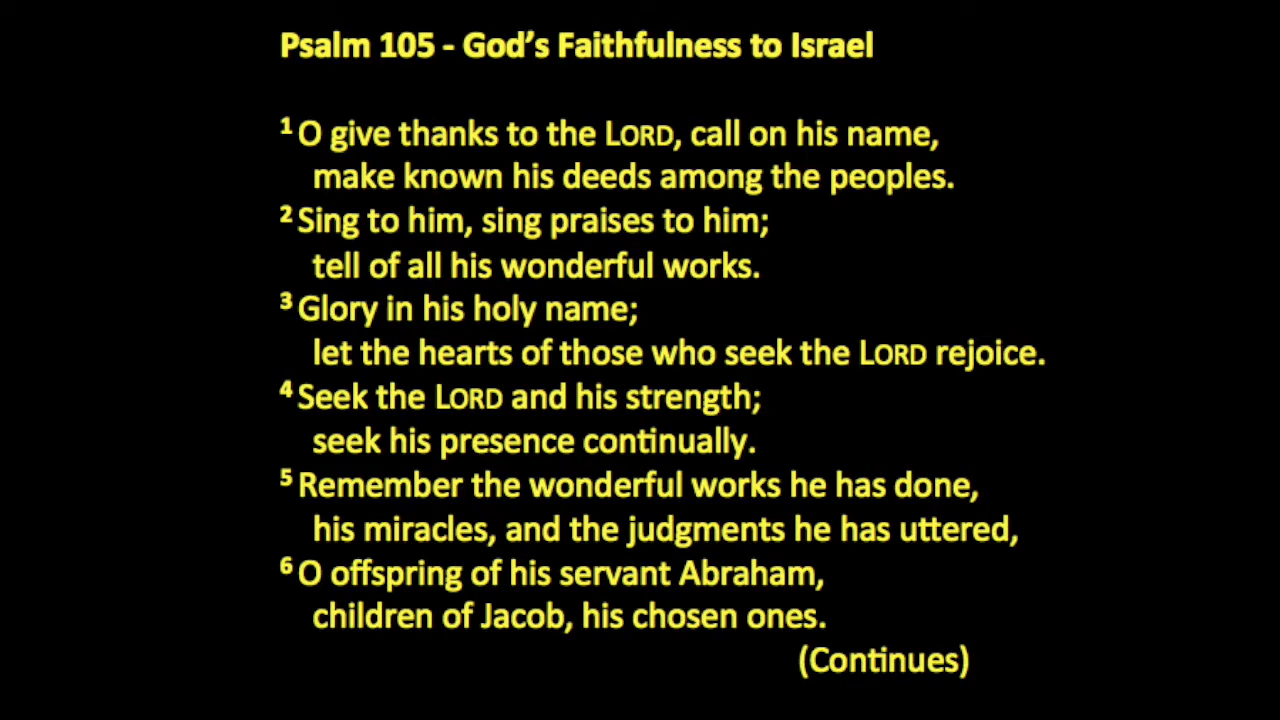 Psalm 105 - God's Faithfulness to Israel
1 O give thanks to the LORD, call on his name,
make known his deeds among the peoples.
2 Sing to him, sing praises to him;
tell of all his wonderful works.
3 Glory in his holy name;
let the hearts of those who seek the LORD rejoice.
4 Seek the LORD and his strength;
seek his presence continually.
5 Remember the wonderful works he has done,
his miracles, and the judgments he has uttered,
6 O offspring of his servant Abraham,
children of Jacob, his chosen ones.
(Continues)